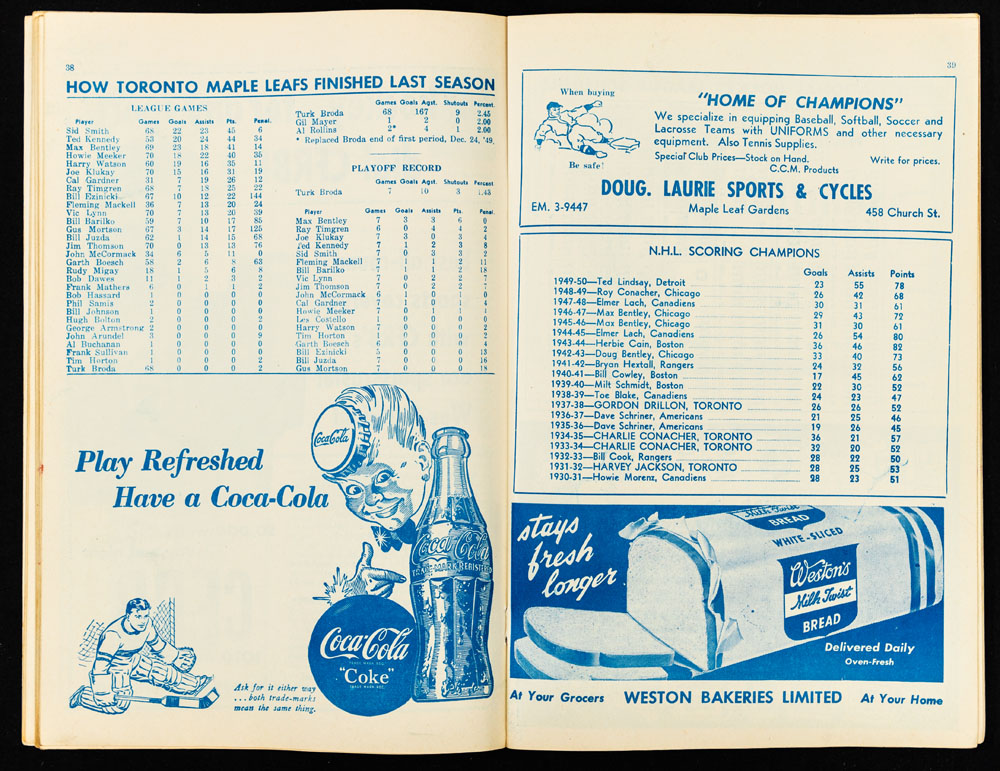 38
HOW TORONTO MAPLE LEAFS FINISHED LAST SEASON
LEAGUE GAMES
Player Games Goals Assists Pts. Penal.
Sid Smith 68 22 23 45 6
Ted Kennedy 53 20 24 44 34
Max Bentley 69 23 18 41 14
Howie Meeker 70 18 22 40 35
Harry Watson 60 19 16 35 11
Joe Klukay 70 15 16 31 19
Cal Gardner 31 7 19 26 12
Ray Timgren 68 7 18 25 22
Bill Ezinicki 67 10 12 22 144
Fleming Mackell 36 7 13 20 24
Vic Lynn 70 7 13 20 39
Bill Barilko 59 7 10 17 85
Gus Mortson 67 3 14 17 125
Bill Juzda 62 1 14 15 68
Jim Thomson 70 0 13 13 76
John McCormack 34 6 5 11 0
Garth Boesch 58 2 6 8 63
Rudy Migay 18 1 5 6 8
Bob Dawes 11 1 2 3 2
Frank Mathers 6 0 1 1 2
Bob Hassard 1 0 0 0 0
Phil Samis 2 0 0 0 0
Bill Johnson 1 0 0 0 0
Hugh Bolton 2 0 0 0 2
George Armstrong 2 0 0 0 0
John Arundel 3 0 0 0 9
Al Buchanan 1 0 0 0 0
Frank Sullivan 1 0 0 0 0
Tim Horton 1 0 0 0 2
Turk Broda 68 0 0 0 2
Games Goals Agst. Shutouts Percent.
Turk Broda 68 167 9 2.45
Gil Mayer 1 2 0 2.00
Al Rollins 2* 4 1 2.00
* Replaced Broda end of first period, Dec. 24, '49.
PLAYOFF RECORD
Games Goals Agst. Shutouts Percent.
Turk Broda 7 10 3 1.43
Player Games Goals Assists Pts. Penal.
Max Bentley 7 3 3 6 0
Ray Timgren 6 0 4 4 2
Joe Klukay 7 3 0 3 4
Ted Kennedy 7 1 2 3 8
Sid Smith 7 0 3 3 2
Fleming Mackell 7 1 1 2 11
Bill Barilko 7 1 1 2 18
Vic Lynn 7 0 2 2 7
Jim Thomson 7 0 2 2 7
John McCormack 6 1 0 1 0
Cal Gardner 7 1 0 1 4
Howie Meeker 7 0 1 1 1
Les Costello 1 0 0 0 0
Harry Watson 7 0 0 0 2
Tim Horton 1 0 0 0 2
Garth Boesch 6 0 0 0 4
Bill Ezinicki 5 0 0 0 13
Bill Juzda 7 0 0 0 16
Gus Mortson 7 0 0 0 18
Play Refreshed
Have a Coca-Cola
Coca-Cola
Coca-Cola
TRADE-MARK REGISTERED
Coca-Cola
TRADE MARK REG.
"Coke"
TRADE MARK REG.
Ask for it either way
... both trade-marks
mean the same thing.
39
When buying
Be safe!
"HOME OF CHAMPIONS"
We specialize in equipping Baseball, Softball, Soccer and
Lacrosse Teams with UNIFORMS and other necessary
equipment. Also Tennis Supplies.
Special Club Prices—Stock on Hand. Write for prices.
C.C.M. Products
DOUG. LAURIE SPORTS & CYCLES
EM. 3-9447 Maple Leaf Gardens 458 Church St.
N.H.L. SCORING CHAMPIONS
Goals Assists Points
1949-50—Ted Lindsay, Detroit 23 55 78
1948-49—Roy Conacher, Chicago 26 42 68
1947-48—Elmer Lach, Canadiens 30 31 61
1946-47—Max Bentley, Chicago 29 43 72
1945-46—Max Bentley, Chicago 31 30 61
1944-45—Elmer Lach, Canadiens 26 54 80
1943-44—Herbie Cain, Boston 36 46 82
1942-43—Doug Bentley, Chicago 33 40 73
1941-42—Bryan Hextall, Rangers 24 32 56
1940-41—Bill Cowley, Boston 17 45 62
1939-40—Milt Schmidt, Boston 22 30 52
1938-39—Toe Blake, Canadiens 24 23 47
1937-38—GORDON DRILLON, TORONTO 26 26 52
1936-37—Dave Schriner, Americans 21 25 46
1935-36—Dave Schriner, Americans 19 26 45
1934-35—CHARLIE CONACHER, TORONTO 36 21 57
1933-34—CHARLIE CONACHER, TORONTO 32 20 52
1932-33—Bill Cook, Rangers 28 22 50
1931-32—HARVEY JACKSON, TORONTO 28 25 53
1930-31—Howie Morenz, Canadiens 28 23 51
stays
fresh
longer
Milk Twist
BREAD
WHITE-SLICED
Weston's
Milk Twist
BREAD
Delivered Daily
Oven-Fresh
At Your Grocers WESTON BAKERIES LIMITED At Your Home